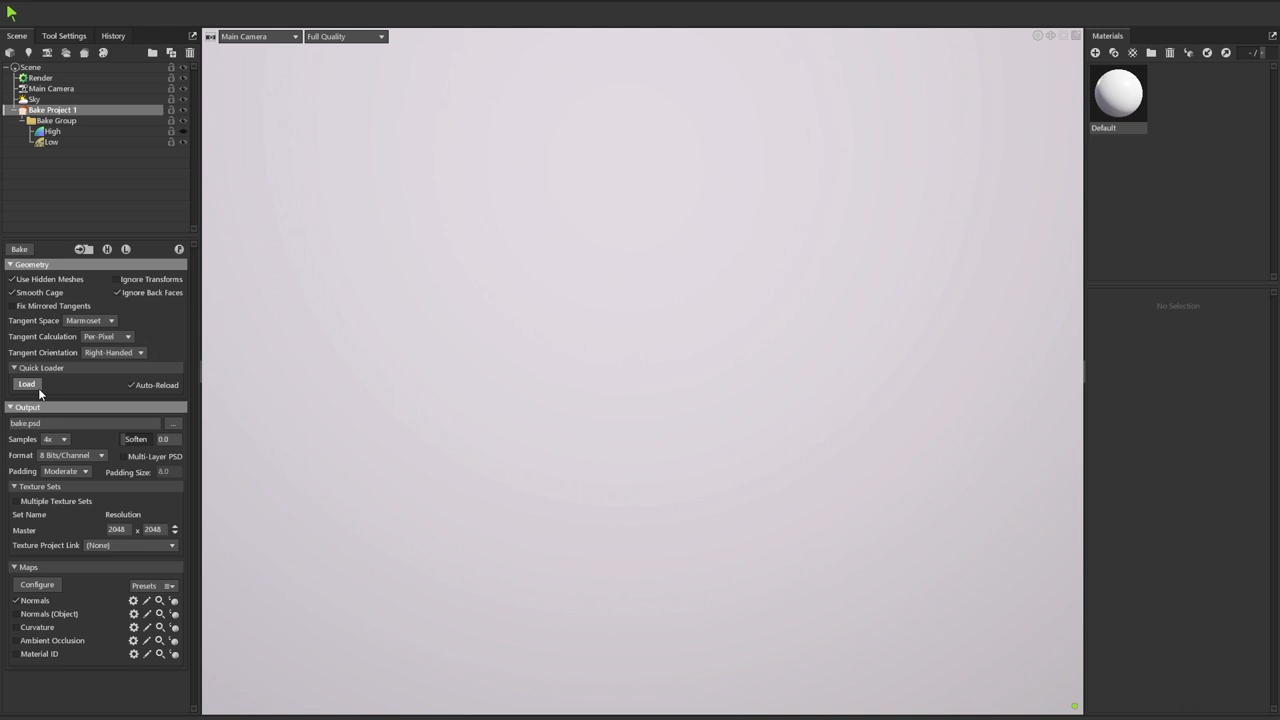 Scene Tool Settings History
Main Camera Full Quality
Materials
Scene
Render
Main Camera
Sky
Bake Project 1
Bake Group
High
Low
Default
Bake H L P
Geometry
Use Hidden Meshes Ignore Transforms
Smooth Cage Ignore Back Faces
Fix Mirrored Tangents
Tangent Space Marmoset
Tangent Calculation Per-Pixel
Tangent Orientation Right-Handed
Quick Loader
Load Auto-Reload
Output
bake.psd ...
Samples 4x Soften 0.0
Format 8 Bits/Channel Multi-Layer PSD
Padding Moderate Padding Size: 8.0
Texture Sets
Multiple Texture Sets
Set Name Resolution
Master 2048 x 2048
Texture Project Link (None)
Maps
Configure Presets
Normals
Normals (Object)
Curvature
Ambient Occlusion
Material ID
No Selection